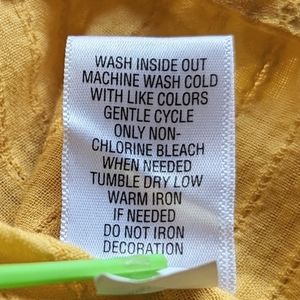 WASH INSIDE OUT
MACHINE WASH COLD
WITH LIKE COLORS
GENTLE CYCLE
ONLY NON-
CHLORINE BLEACH
WHEN NEEDED
TUMBLE DRY LOW
WARM IRON
IF NEEDED
DO NOT IRON
DECORATION